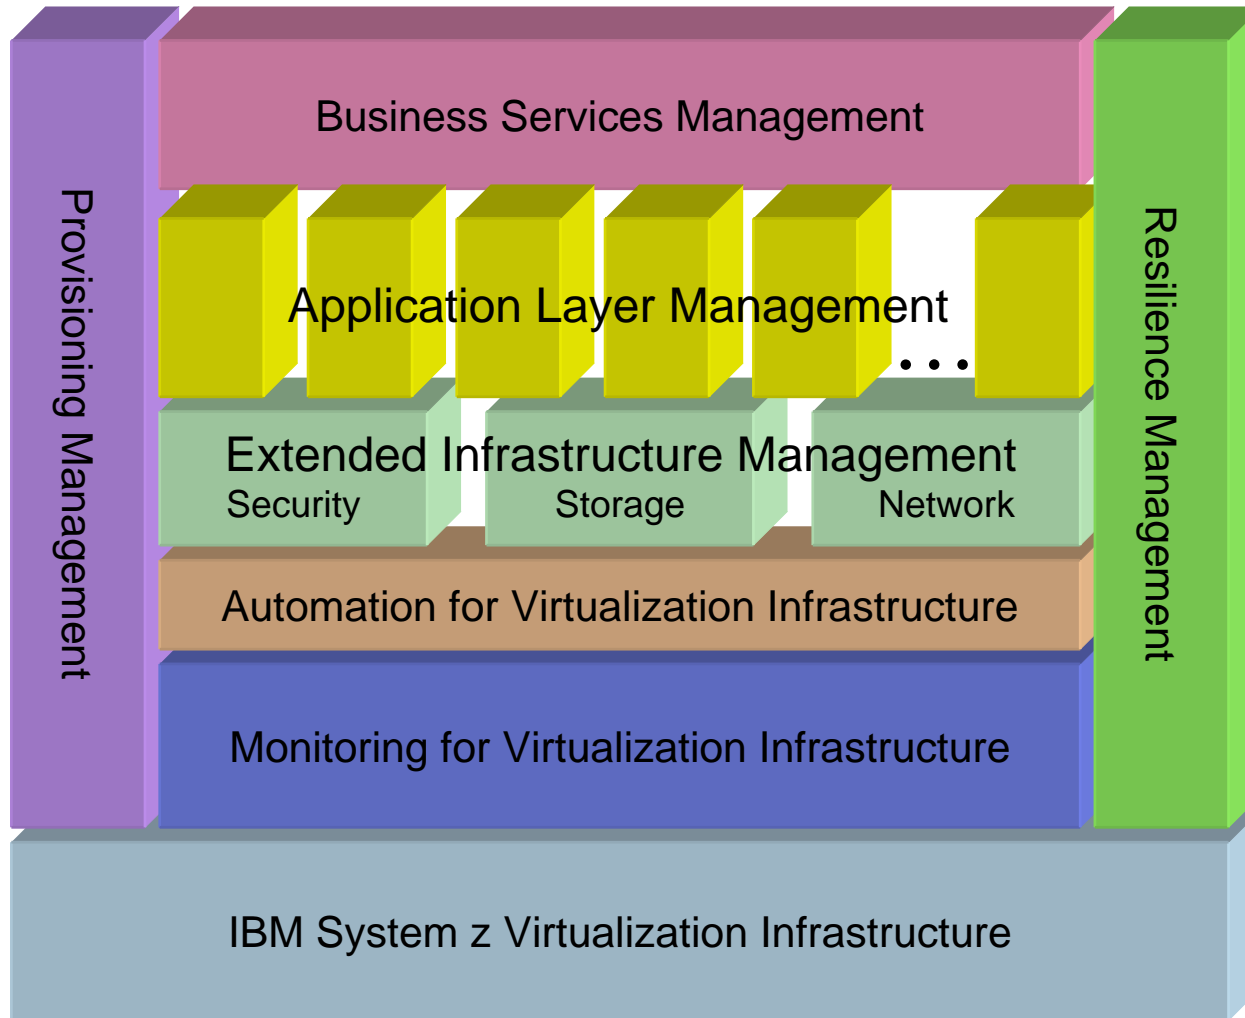 Business Services Management
Provisioning Management
Resilience Management
Application Layer Management
...
Extended Infrastructure Management
Security
Storage
Network
Automation for Virtualization Infrastructure
Monitoring for Virtualization Infrastructure
IBM System z Virtualization Infrastructure